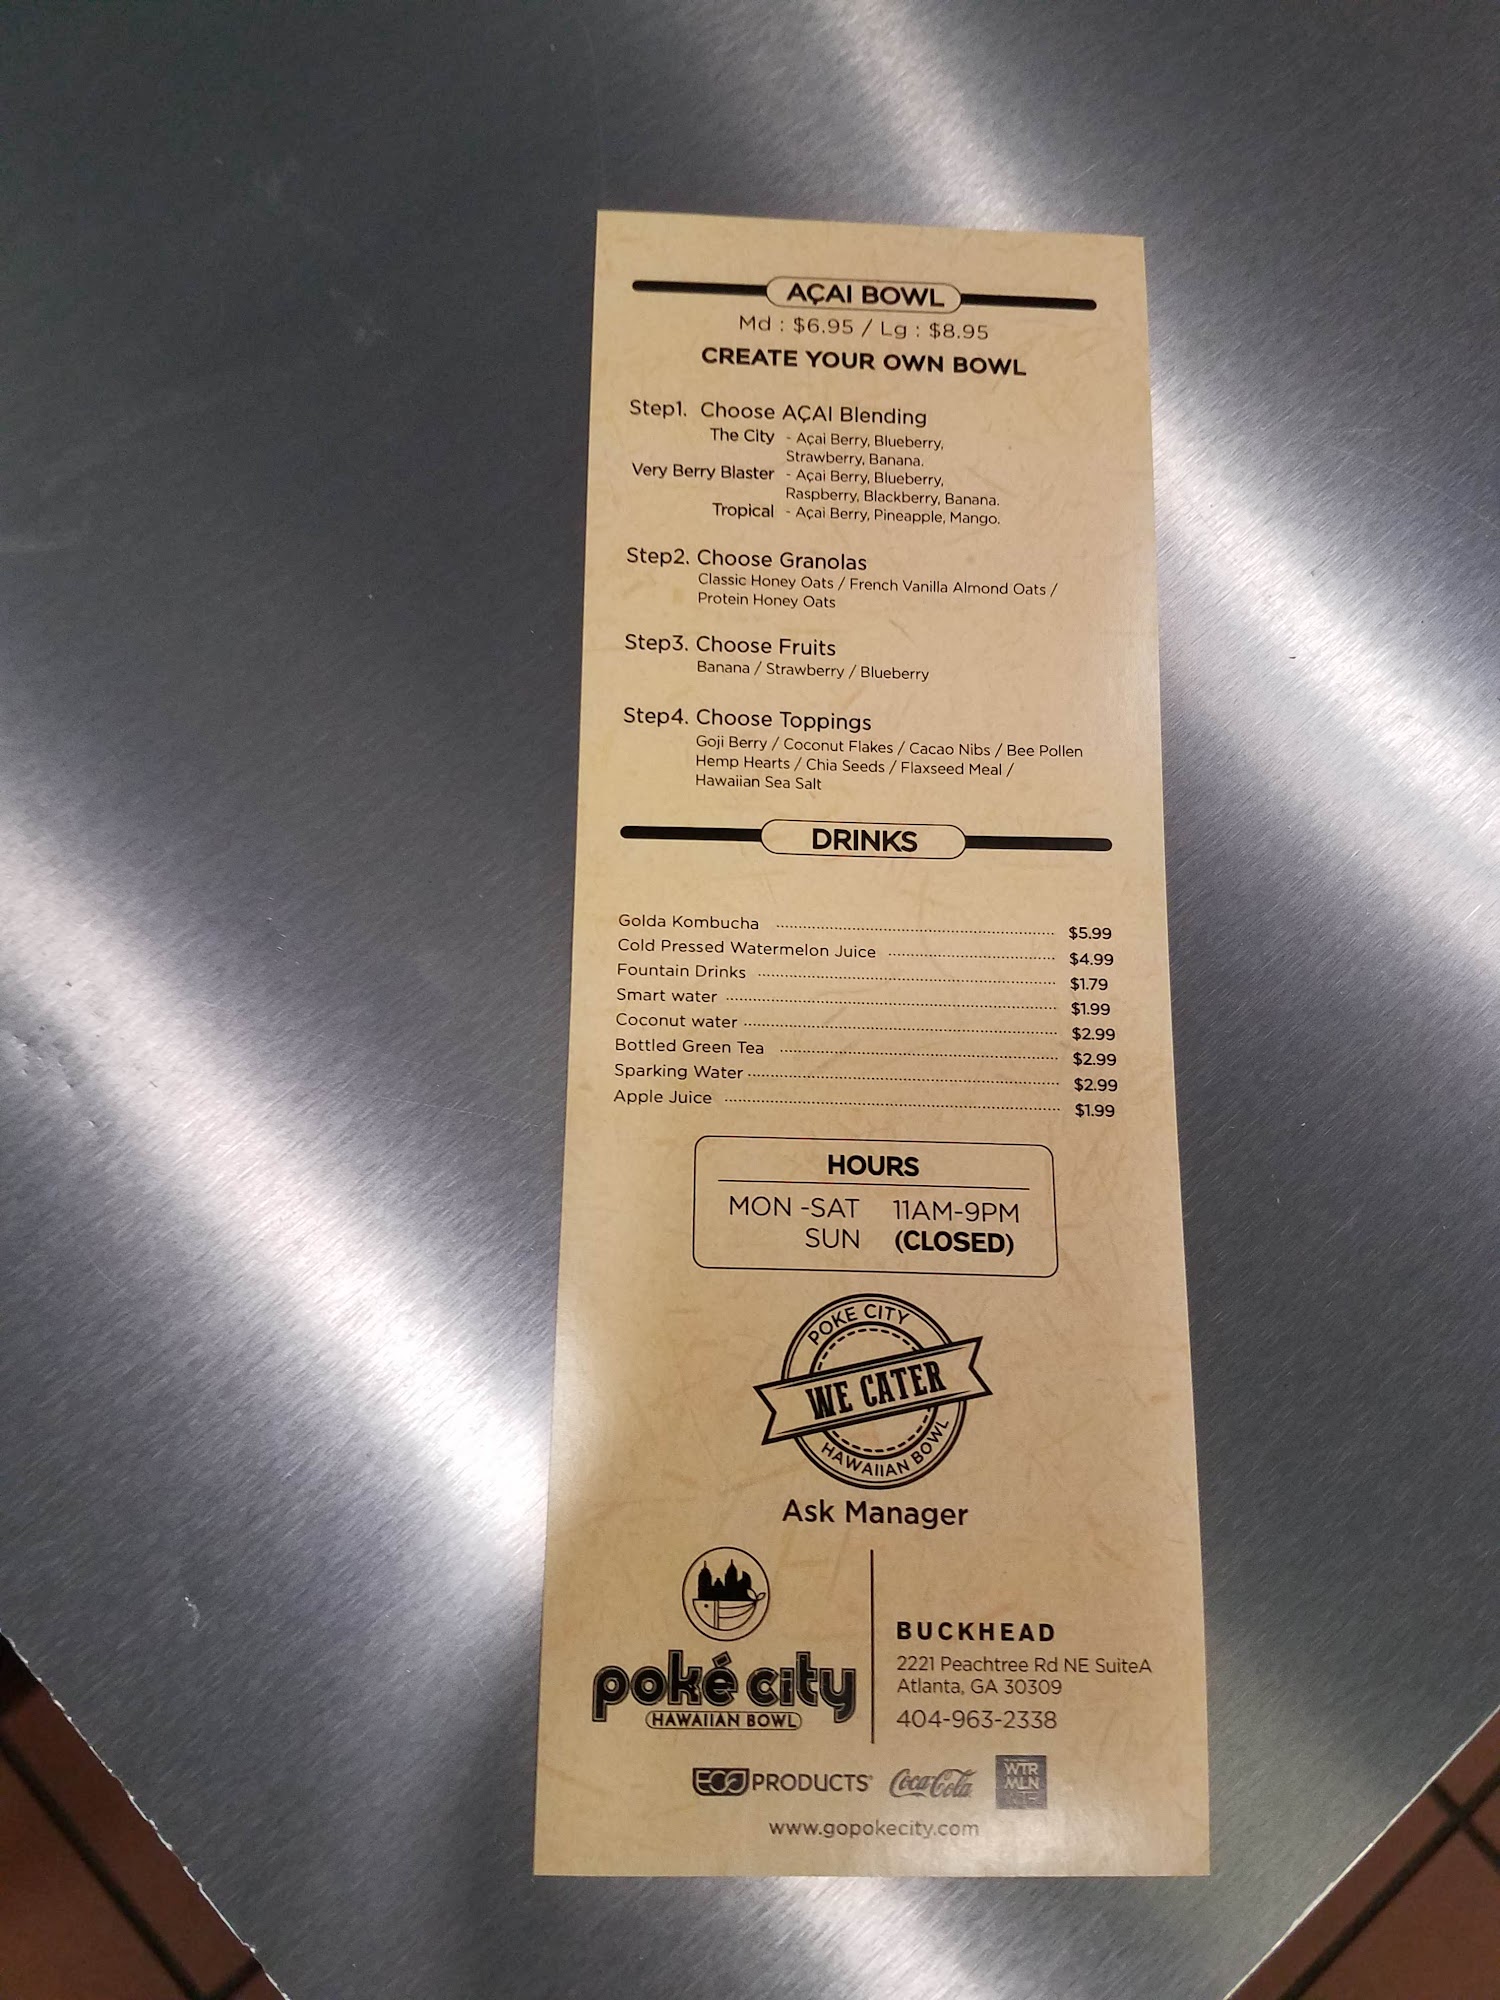 AÇAI BOWL
Md : $6.95 / Lg : $8.95
CREATE YOUR OWN BOWL
Step1. Choose AÇAI Blending
The City - Açai Berry, Blueberry,
Strawberry, Banana.
Very Berry Blaster - Açai Berry, Blueberry,
Raspberry, Blackberry, Banana.
Tropical - Açai Berry, Pineapple, Mango.
Step2. Choose Granolas
Classic Honey Oats / French Vanilla Almond Oats /
Protein Honey Oats
Step3. Choose Fruits
Banana / Strawberry / Blueberry
Step4. Choose Toppings
Goji Berry / Coconut Flakes / Cacao Nibs / Bee Pollen
Hemp Hearts / Chia Seeds / Flaxseed Meal /
Hawaiian Sea Salt
DRINKS
Golda Kombucha $5.99
Cold Pressed Watermelon Juice $4.99
Fountain Drinks $1.79
Smart water $1.99
Coconut water $2.99
Bottled Green Tea $2.99
Sparking Water $2.99
Apple Juice $1.99
HOURS
MON -SAT 11AM-9PM
SUN (CLOSED)
POKE CITY
WE CATER
HAWAIIAN BOWL
Ask Manager
poké city
HAWAIIAN BOWL
BUCKHEAD
2221 Peachtree Rd NE SuiteA
Atlanta, GA 30309
404-963-2338
ECO PRODUCTS® Coca-Cola WTR
MLN
www.gopokecity.com